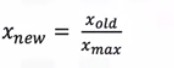 x_new = x_old / x_max